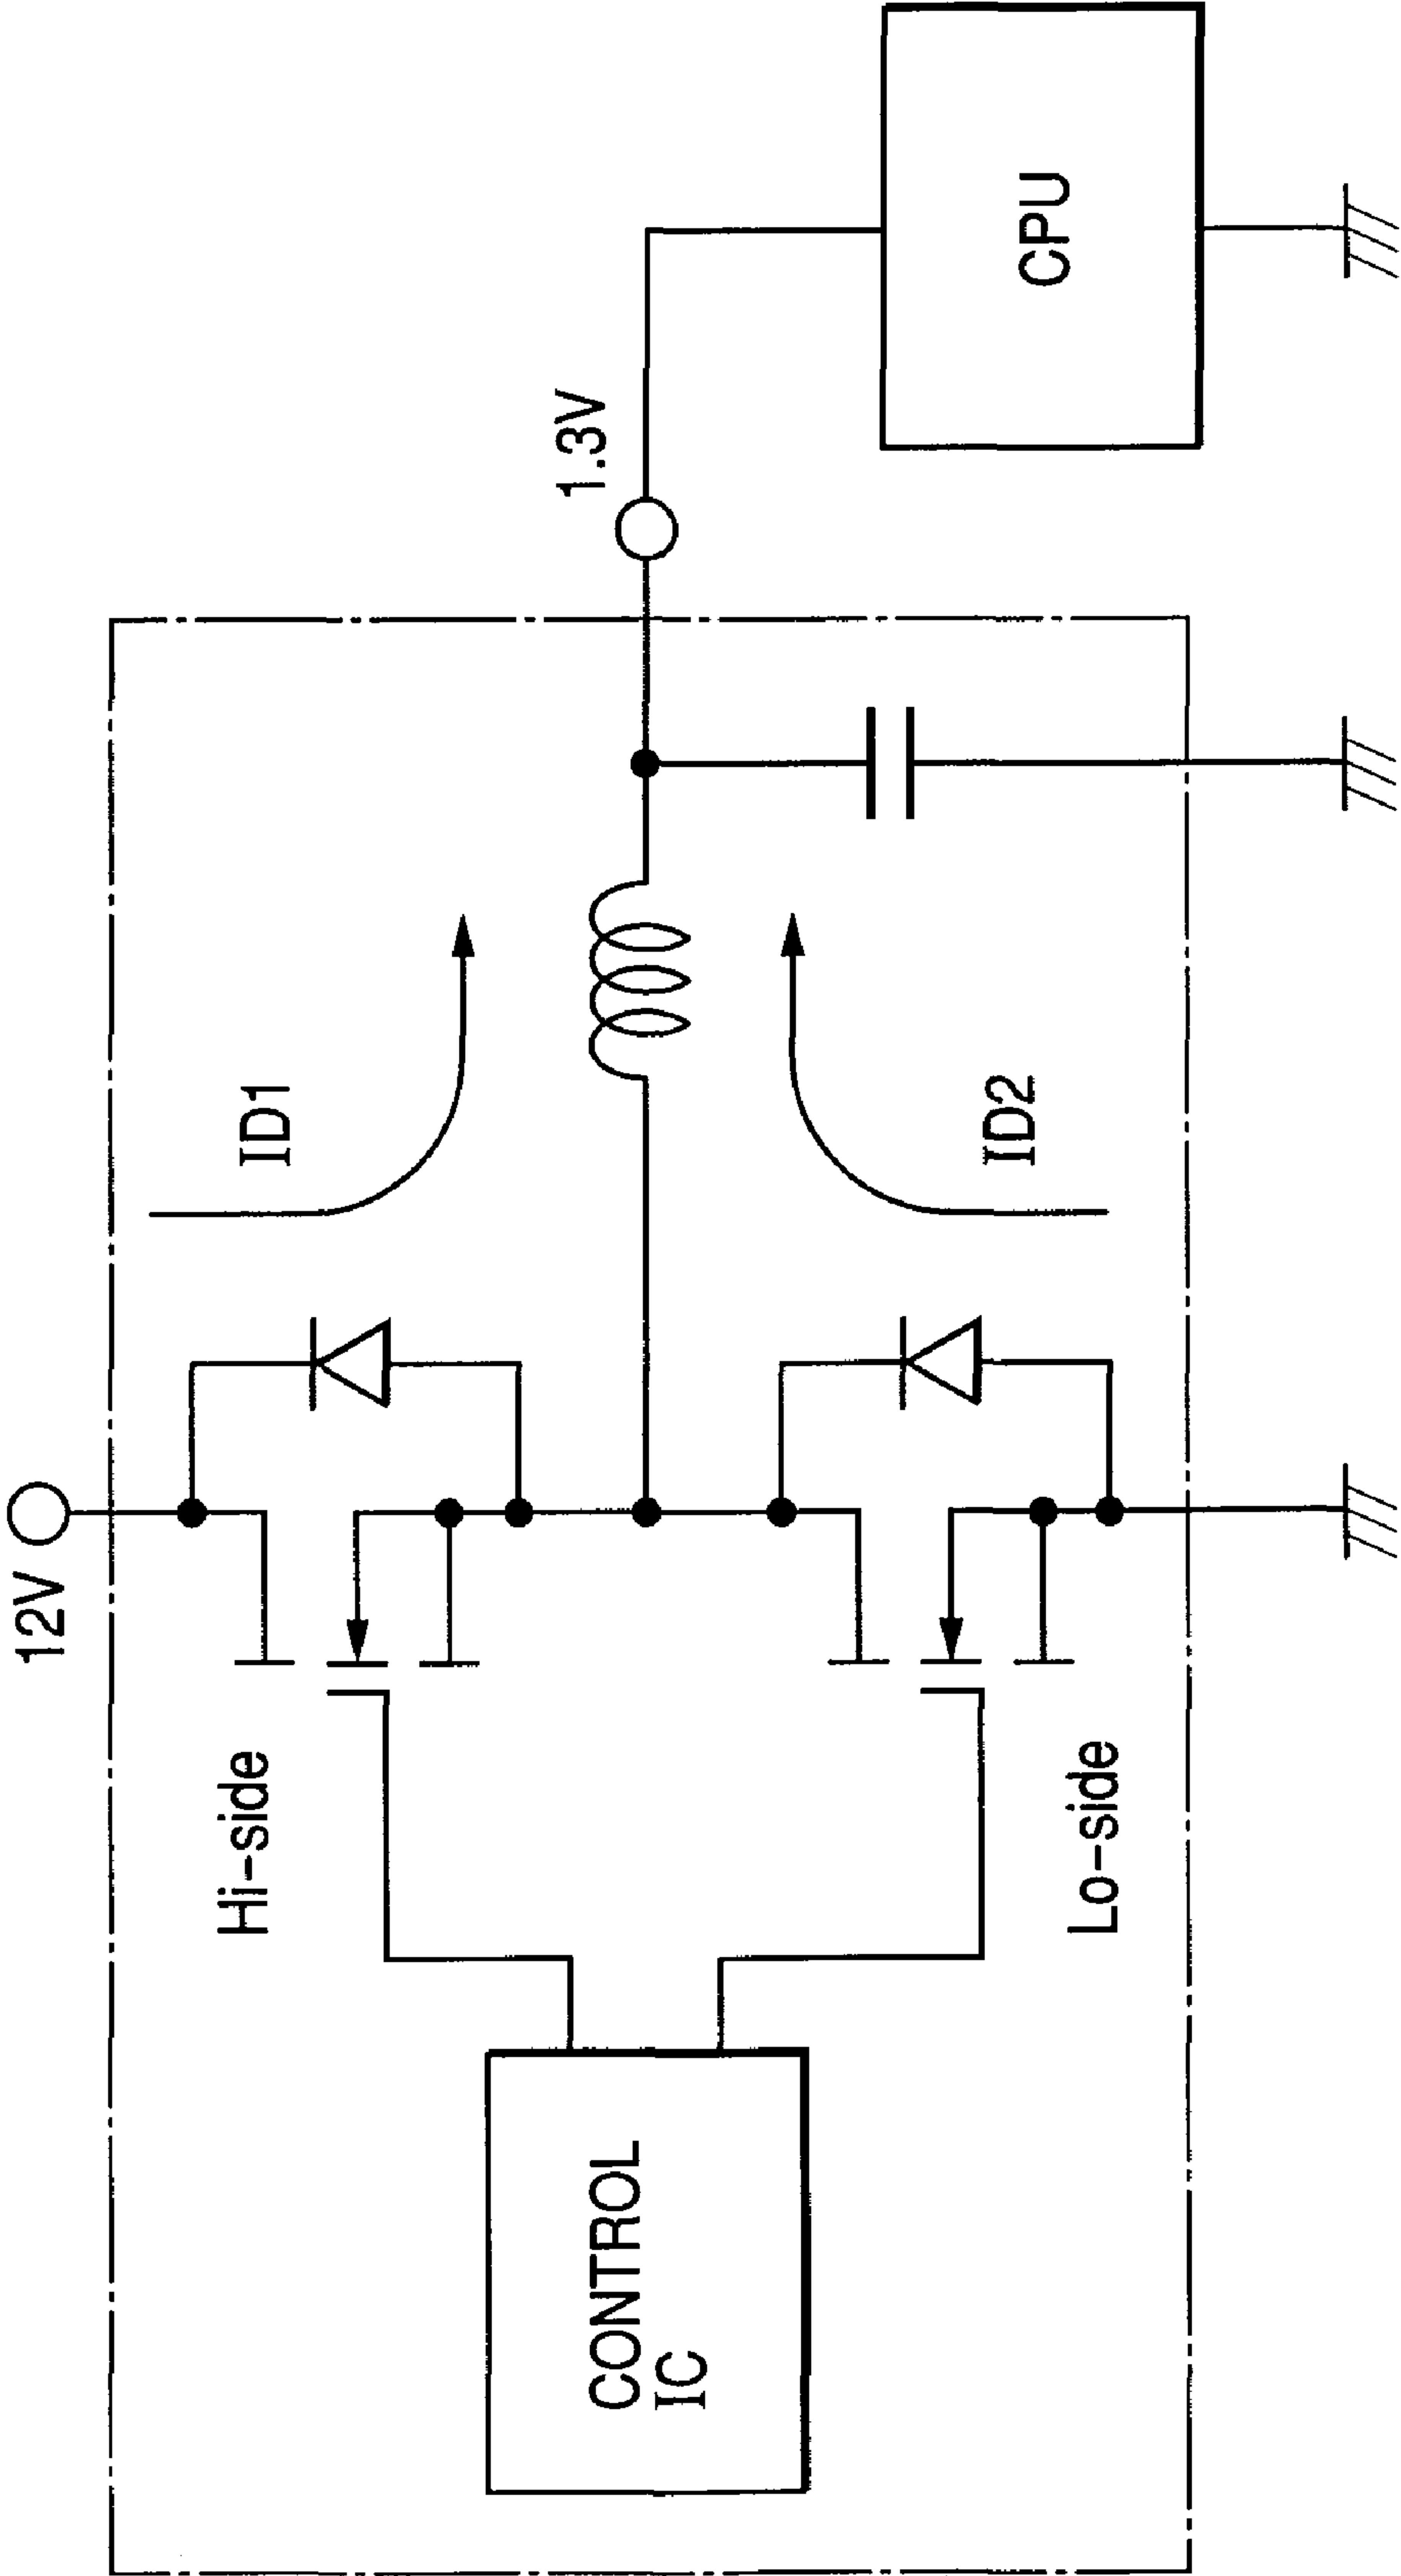 12V
Hi-side
ID1
1.3V
CONTROL
IC
ID2
CPU
Lo-side